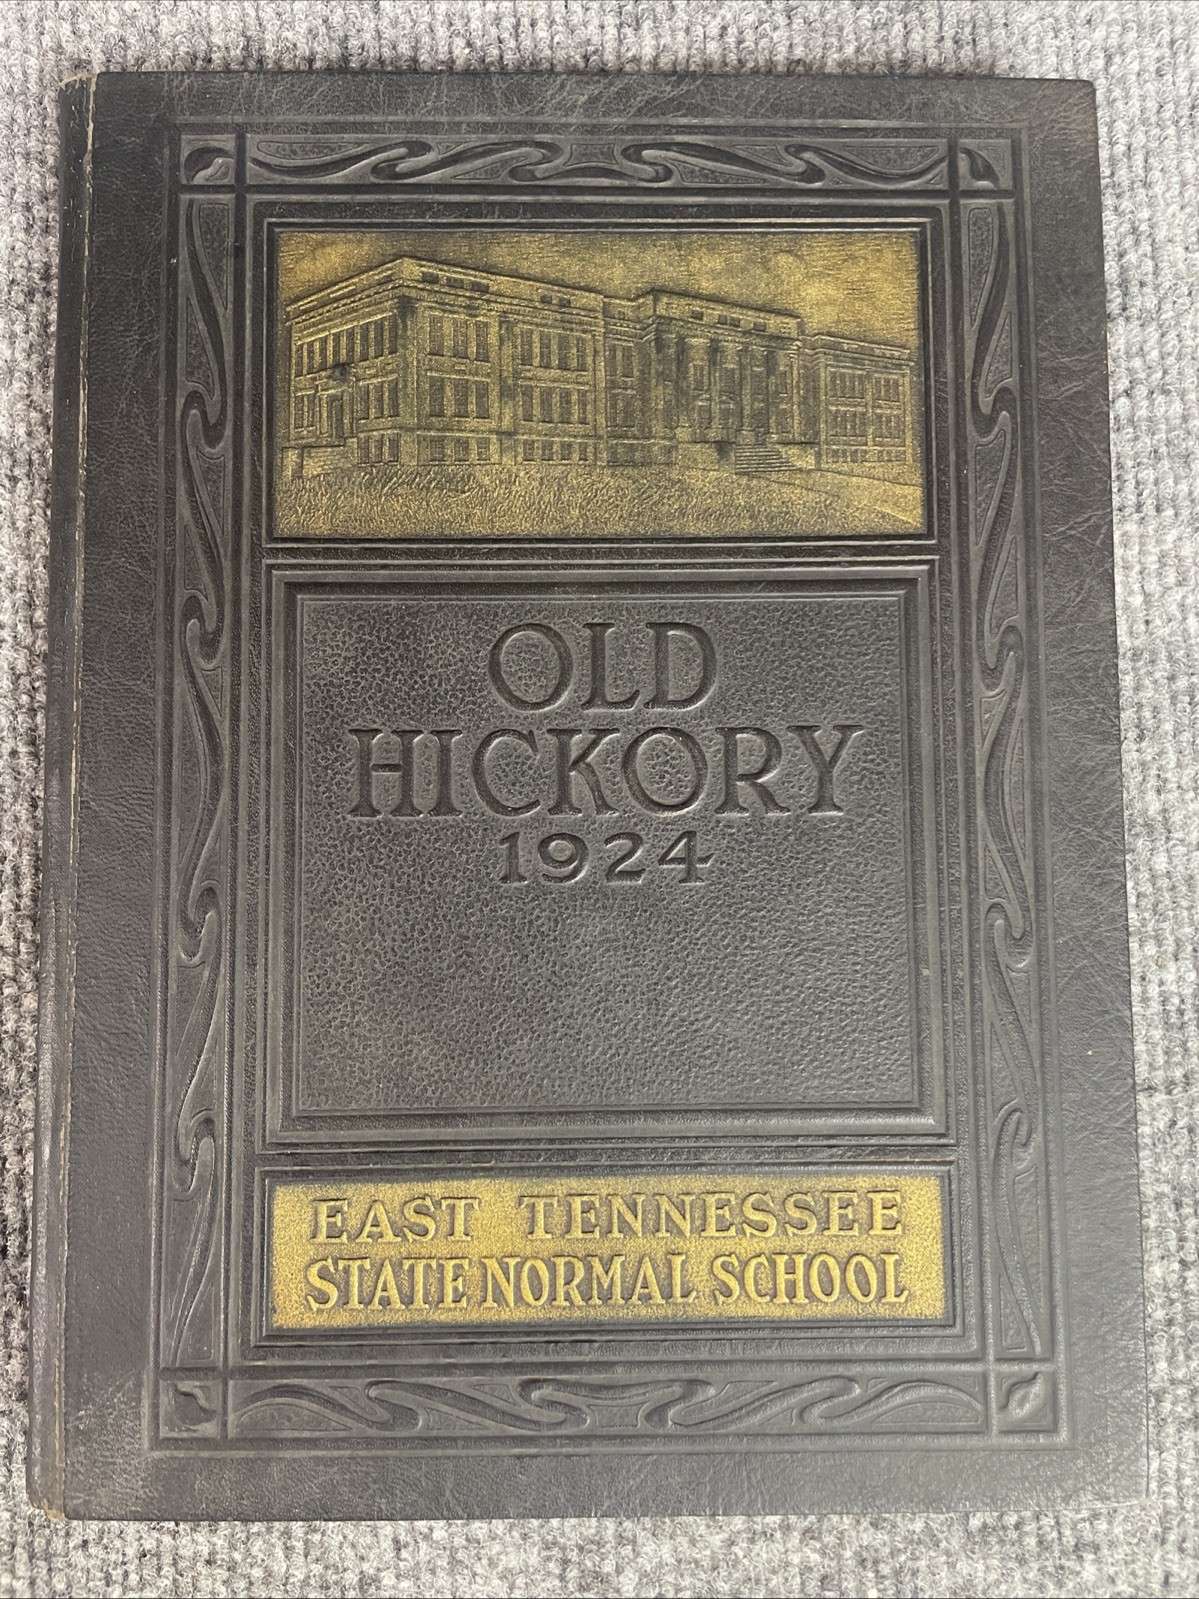 OLD
HICKORY
1924
EAST TENNESSEE
STATE NORMAL SCHOOL